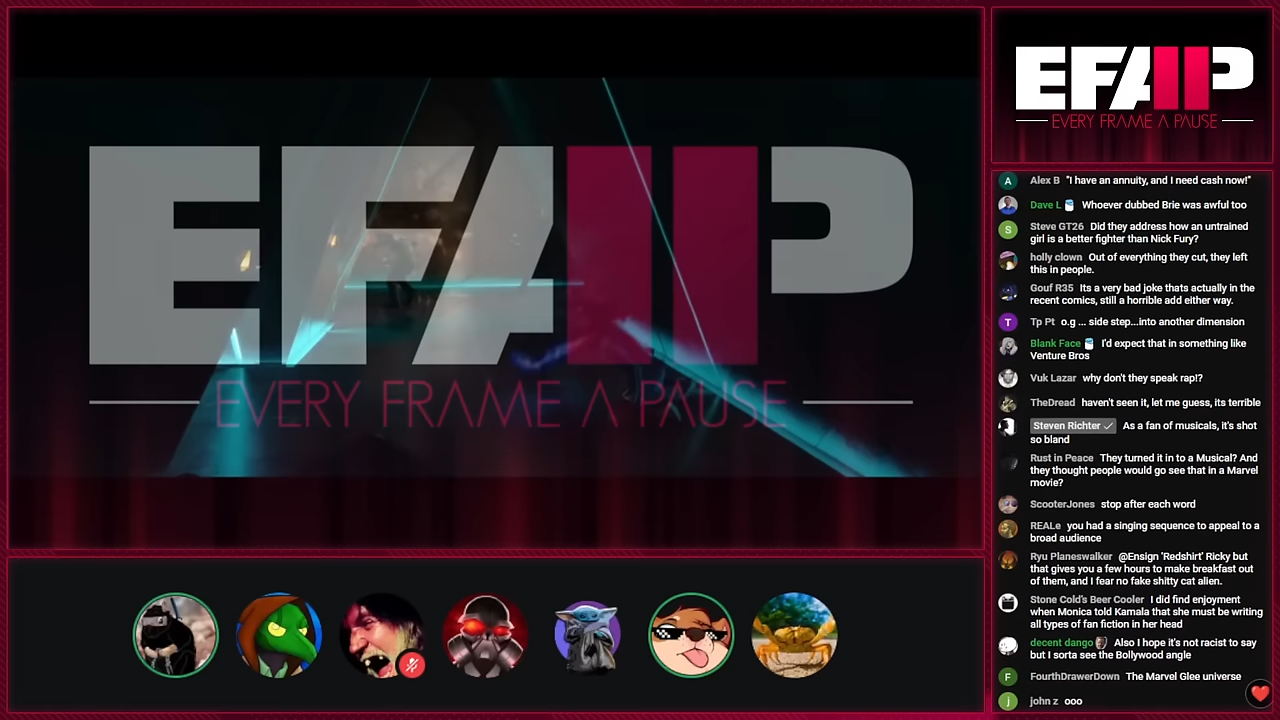 EFAP
EVERY FRAME A PAUSE
EFAP
EVERY FRAME A PAUSE
A Alex B "I have an annuity, and I need cash now!"
Dave L Whoever dubbed Brie was awful too
S Steve GT26 Did they address how an untrained
girl is a better fighter than Nick Fury?
holly clown Out of everything they cut, they left
this in people.
Gouf R35 Its a very bad joke thats actually in the
recent comics, still a horrible add either way.
T Tp Pt o.g ... side step...into another dimension
Blank Face I'd expect that in something like
Venture Bros
Vuk Lazar why don't they speak rap!?
TheDread haven't seen it, let me guess, its terrible
Steven Richter As a fan of musicals, it's shot
so bland
Rust in Peace They turned it in to a Musical? And
they thought people would go see that in a Marvel
movie?
ScooterJones stop after each word
REALe you had a singing sequence to appeal to a
broad audience
Ryu Planeswalker @Ensign 'Redshirt' Ricky but
that gives you a few hours to make breakfast out
of them, and I fear no fake shitty cat alien.
Stone Cold's Beer Cooler I did find enjoyment
when Monica told Kamala that she must be writing
all types of fan fiction in her head
decent dango Also I hope it's not racist to say
but I sorta see the Bollywood angle
F FourthDrawerDown The Marvel Glee universe
j john z ooo